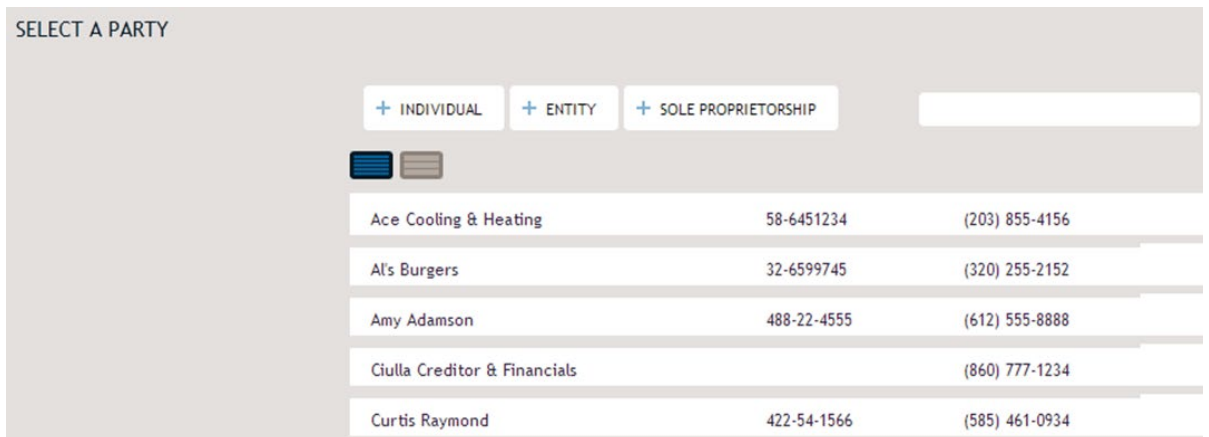 SELECT A PARTY
+ INDIVIDUAL + ENTITY + SOLE PROPRIETORSHIP
Ace Cooling & Heating 58-6451234 (203) 855-4156
Al's Burgers 32-6599745 (320) 255-2152
Amy Adamson 488-22-4555 (612) 555-8888
Ciulla Creditor & Financials (860) 777-1234
Curtis Raymond 422-54-1566 (585) 461-0934